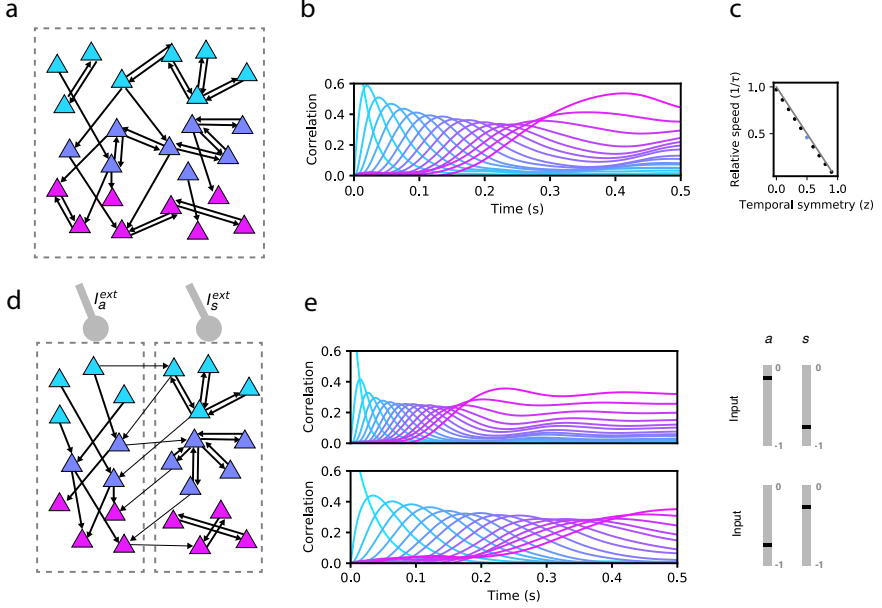 a
b
0.6
0.4
0.2
0.0
Correlation
0.0 0.1 0.2 0.3 0.4 0.5
Time (s)
c
1.0
0.5
Relative speed (1/τ)
0.0 0.5 1.0
Temporal symmetry (z)
d
I_a^ext I_s^ext
e
0.6
0.4
0.2
0.0
Correlation
0.6
0.4
0.2
0.0
Correlation
0.0 0.1 0.2 0.3 0.4 0.5
Time (s)
a s
0 0
Input
-1 -1
0 0
Input
-1 -1